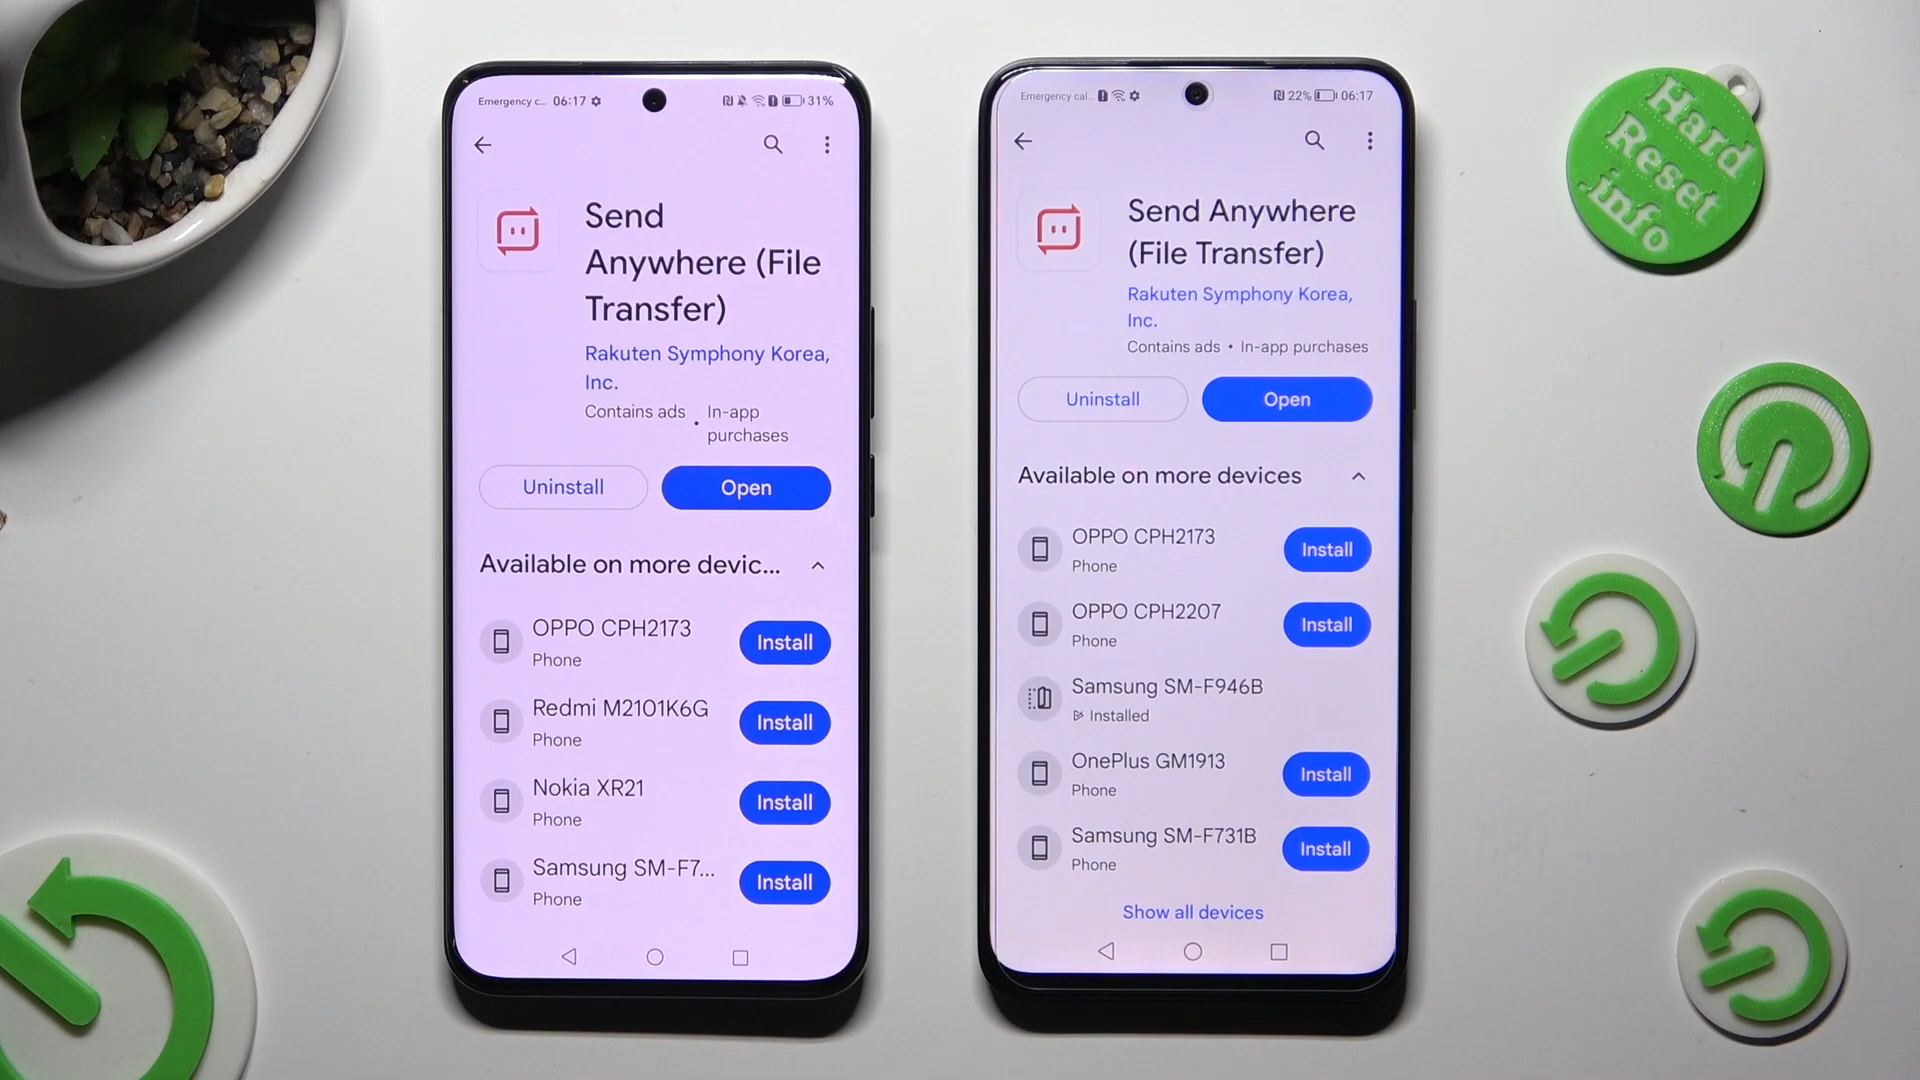 Emergency c... 06:17 31%
Send
Anywhere (File
Transfer)
Rakuten Symphony Korea,
Inc.
Contains ads • In-app
purchases
Uninstall Open
Available on more devic...
OPPO CPH2173
Phone
Install
Redmi M2101K6G
Phone
Install
Nokia XR21
Phone
Install
Samsung SM-F7...
Phone
Install
Emergency cal... 22% 06:17
Send Anywhere
(File Transfer)
Rakuten Symphony Korea,
Inc.
Contains ads • In-app purchases
Uninstall Open
Available on more devices
OPPO CPH2173
Phone
Install
OPPO CPH2207
Phone
Install
Samsung SM-F946B
Installed
OnePlus GM1913
Phone
Install
Samsung SM-F731B
Phone
Install
Show all devices
Hard
Reset
.info